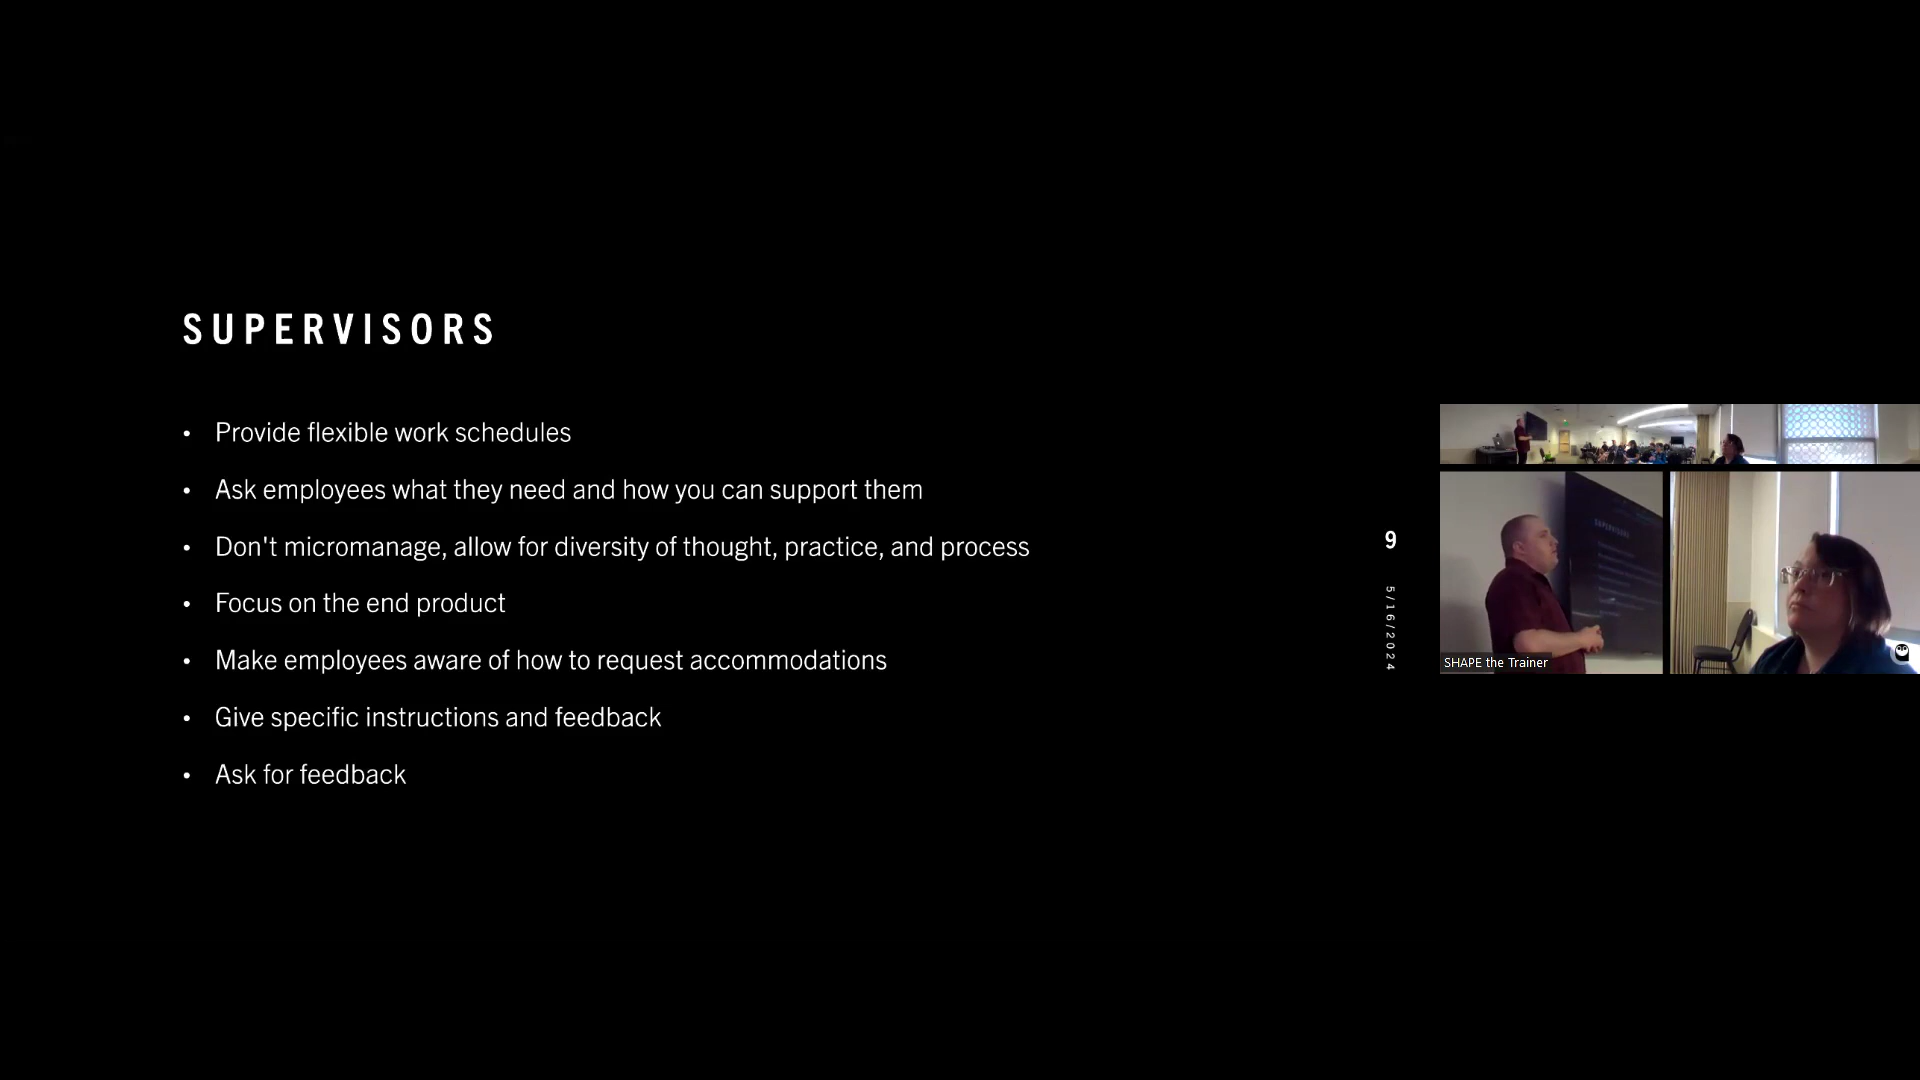 SUPERVISORS
• Provide flexible work schedules
• Ask employees what they need and how you can support them
• Don't micromanage, allow for diversity of thought, practice, and process
• Focus on the end product
• Make employees aware of how to request accommodations
• Give specific instructions and feedback
• Ask for feedback
9
5/16/2024
SUPERVISORS
SHAPE the Trainer